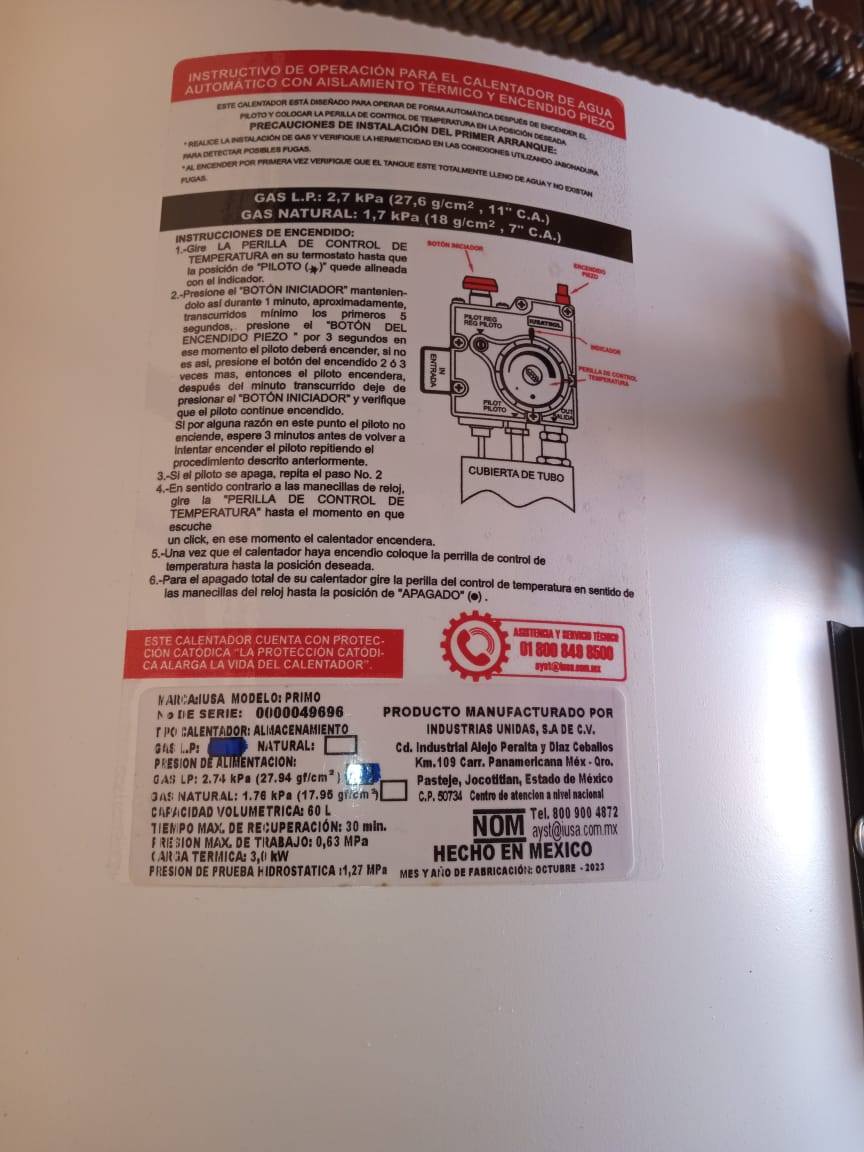 INSTRUCTIVO DE OPERACIÓN PARA EL CALENTADOR DE AGUA
AUTOMÁTICO CON AISLAMIENTO TÉRMICO Y ENCENDIDO PIEZO
ESTE CALENTADOR ESTÁ DISEÑADO PARA OPERAR DE FORMA AUTOMÁTICA DESPUÉS DE ENCENDER EL
PILOTO Y COLOCAR LA PERILLA DE CONTROL DE TEMPERATURA EN LA POSICIÓN DESEADA
PRECAUCIONES DE INSTALACIÓN DEL PRIMER ARRANQUE:
* REALICE LA INSTALACIÓN DE GAS Y VERIFIQUE LA HERMETICIDAD EN LAS CONEXIONES UTILIZANDO JABONADURA
PARA DETECTAR POSIBLES FUGAS.
* AL ENCENDER POR PRIMERA VEZ VERIFIQUE QUE EL TANQUE ESTE TOTALMENTE LLENO DE AGUA Y NO EXISTAN
FUGAS.
GAS L.P.: 2,7 kPa (27,6 g/cm² , 11" C.A.)
GAS NATURAL: 1,7 kPa (18 g/cm² , 7" C.A.)
INSTRUCCIONES DE ENCENDIDO:
1.-Gire LA PERILLA DE CONTROL DE
TEMPERATURA en su termostato hasta que
la posición de "PILOTO ( )" quede alineada
con el indicador.
2.-Presione el "BOTÓN INICIADOR" mantenien-
dolo así durante 1 minuto, aproximadamente,
transcurridos mínimo los primeros 5
segundos, presione el "BOTÓN DEL
ENCENDIDO PIEZO " por 3 segundos en
ese momento el piloto deberá encender, si no
es asi, presione el botón del encendido 2 ó 3
veces mas, entonces el piloto encendera,
después del minuto transcurrido deje de
presionar el "BOTÓN INICIADOR" y verifique
que el piloto continue encendido.
Si por alguna razón en este punto el piloto no
enciende, espere 3 minutos antes de volver a
intentar encender el piloto repitiendo el
procedimiento descrito anteriormente.
3.-Si el piloto se apaga, repita el paso No. 2
4.-En sentido contrario a las manecillas de reloj,
gire la "PERILLA DE CONTROL DE
TEMPERATURA" hasta el momento en que
escuche
un click, en ese momento el calentador encendera.
5.-Una vez que el calentador haya encendio coloque la perrilla de control de
temperatura hasta la posición deseada.
6.-Para el apagado total de su calentador gire la perilla del control de temperatura en sentido de
las manecillas del reloj hasta la posición de "APAGADO" (●) .
BOTÓN INICIADOR
ENCENDIDO
PIEZO
PILOT REG
REG PILOTO
IUSATROL
INDICADOR
IN
ENTRADA
PERILLA DE CONTROL
TEMPERATURA
PILOT
PILOTO
OUT
SALIDA
CUBIERTA DE TUBO
ESTE CALENTADOR CUENTA CON PROTEC-
CIÓN CATÓDICA "LA PROTECCIÓN CATÓDI-
CA ALARGA LA VIDA DEL CALENTADOR".
ASISTENCIA Y SERVICIO TÉCNICO
01 800 849 8500
ayst@iusa.com.mx
MARCA:IUSA MODELO: PRIMO
No DE SERIE: 0000049696
TIPO CALENTADOR: ALMACENAMIENTO
GAS L.P: NATURAL:
PRESION DE ALIMENTACION:
GAS LP: 2.74 kPa (27.94 gf/cm²)
GAS NATURAL: 1.76 kPa (17.95 gf/cm²)
CAPACIDAD VOLUMETRICA: 60 L
TIEMPO MAX. DE RECUPERACIÓN: 30 min.
PRESION MAX. DE TRABAJO: 0,63 MPa
CARGA TERMICA: 3,0 kW
PRESION DE PRUEBA HIDROSTATICA :1,27 MPa
PRODUCTO MANUFACTURADO POR
INDUSTRIAS UNIDAS, S.A DE C.V.
Cd. Industrial Alejo Peralta y Diaz Ceballos
Km.109 Carr. Panamericana Méx - Qro.
Pasteje, Jocotitlan, Estado de México
C.P. 50734 Centro de atencion a nivel nacional
NOM
Tel. 800 900 4872
ayst@iusa.com.mx
HECHO EN MEXICO
MES Y AÑO DE FABRICACIÓN: OCTUBRE - 2023